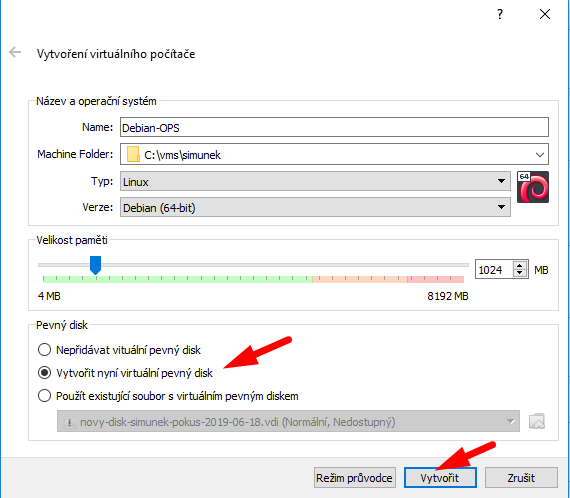 ?
Vytvoření virtuálního počítače
Název a operační systém
Name: Debian-OPS
Machine Folder: C:\vms\simunek
Typ: Linux
64
Verze: Debian (64-bit)
Velikost paměti
1024 MB
4 MB 8192 MB
Pevný disk
Nepřidávat vituální pevný disk
Vytvořit nyní virtuální pevný disk
Použít existující soubor s virtuálním pevným diskem
novy-disk-simunek-pokus-2019-06-18.vdi (Normální, Nedostupný)
Režim průvodce Vytvořit Zrušit